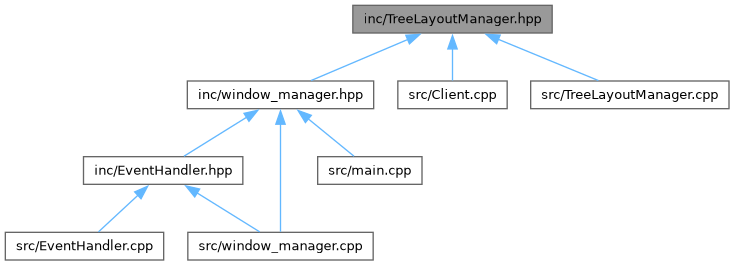 inc/TreeLayoutManager.hpp
inc/window_manager.hpp
src/Client.cpp
src/TreeLayoutManager.cpp
inc/EventHandler.hpp
src/main.cpp
src/EventHandler.cpp
src/window_manager.cpp